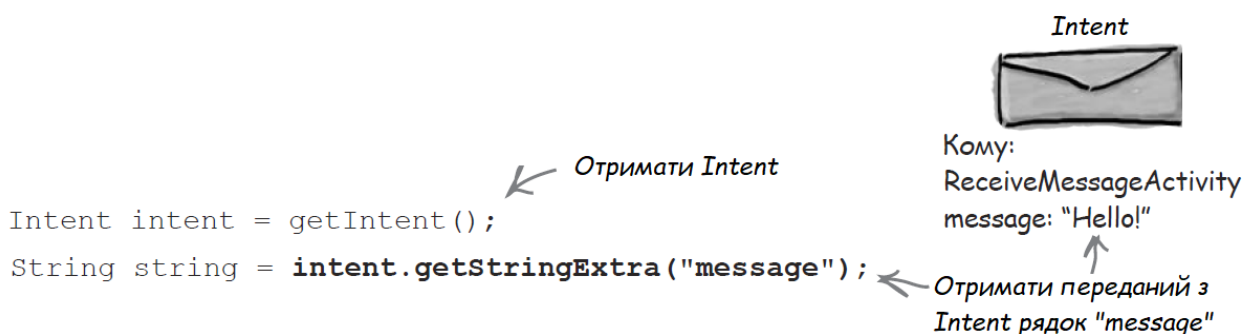 Intent
Кому:
ReceiveMessageActivity
message: “Hello!”
Отримати Intent
Intent intent = getIntent();
String string = intent.getStringExtra("message");
Отримати переданий з
Intent рядок "message"